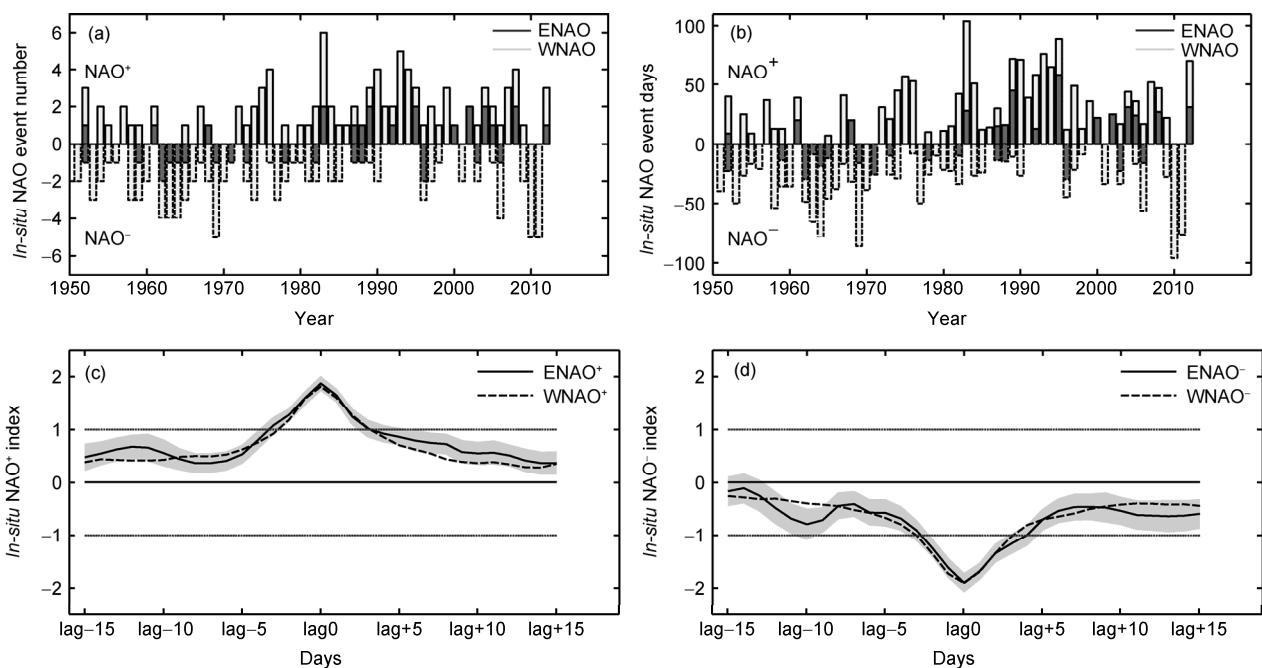 (a)
ENAO
WNAO
NAO⁺
NAO⁻
6
4
2
0
−2
−4
−6
In-situ NAO event number
1950 1960 1970 1980 1990 2000 2010
Year
(b)
ENAO
WNAO
NAO⁺
NAO⁻
100
50
0
−50
−100
In-situ NAO event days
1950 1960 1970 1980 1990 2000 2010
Year
(c)
ENAO⁺
WNAO⁺
2
1
0
−1
−2
In-situ NAO⁺ index
lag−15 lag−10 lag−5 lag0 lag+5 lag+10 lag+15
Days
(d)
ENAO⁻
WNAO⁻
2
1
0
−1
−2
In-situ NAO⁻ index
lag−15 lag−10 lag−5 lag0 lag+5 lag+10 lag+15
Days